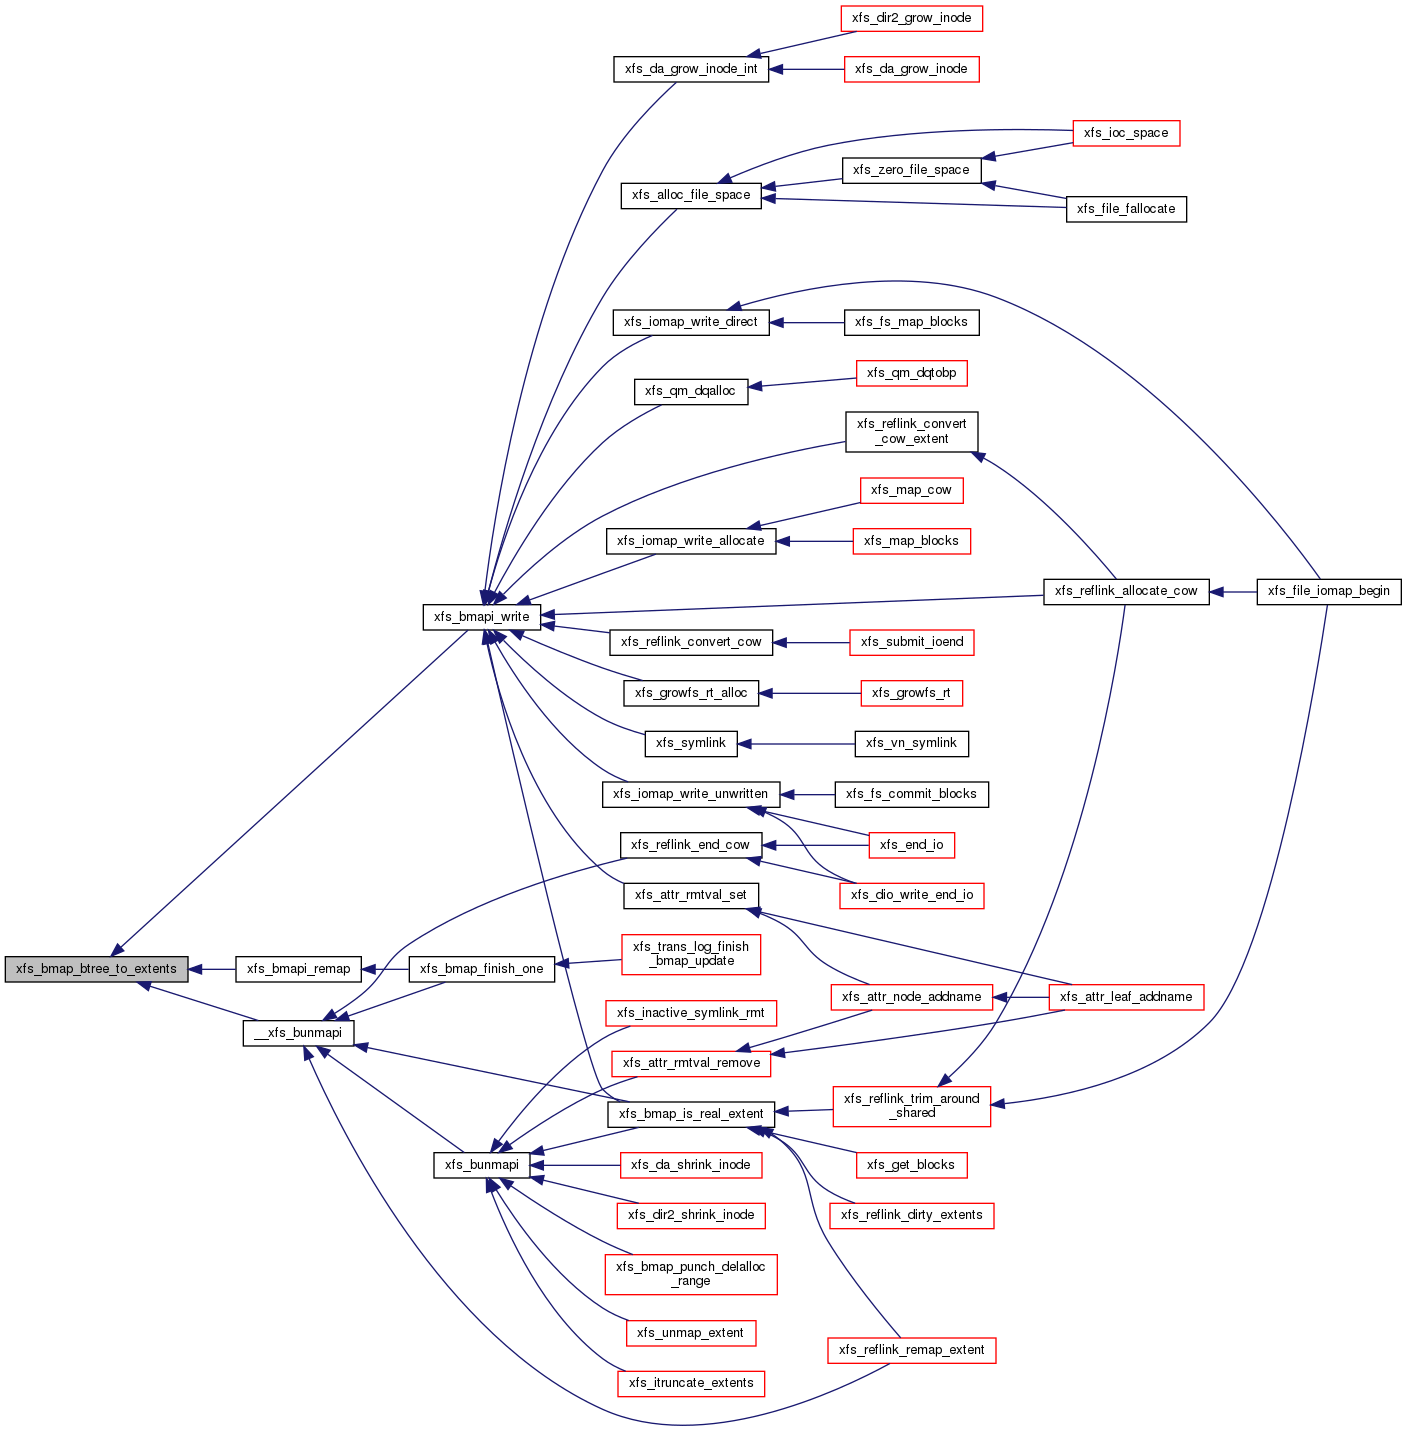 xfs_dir2_grow_inode
xfs_da_grow_inode_int
xfs_da_grow_inode
xfs_ioc_space
xfs_zero_file_space
xfs_alloc_file_space
xfs_file_fallocate
xfs_iomap_write_direct
xfs_fs_map_blocks
xfs_qm_dqtobp
xfs_qm_dqalloc
xfs_reflink_convert
_cow_extent
xfs_map_cow
xfs_iomap_write_allocate
xfs_map_blocks
xfs_reflink_allocate_cow
xfs_file_iomap_begin
xfs_bmapi_write
xfs_reflink_convert_cow
xfs_submit_ioend
xfs_growfs_rt_alloc
xfs_growfs_rt
xfs_symlink
xfs_vn_symlink
xfs_iomap_write_unwritten
xfs_fs_commit_blocks
xfs_reflink_end_cow
xfs_end_io
xfs_attr_rmtval_set
xfs_dio_write_end_io
xfs_trans_log_finish
_bmap_update
xfs_bmap_btree_to_extents
xfs_bmapi_remap
xfs_bmap_finish_one
xfs_attr_node_addname
xfs_attr_leaf_addname
xfs_inactive_symlink_rmt
__xfs_bunmapi
xfs_attr_rmtval_remove
xfs_reflink_trim_around
_shared
xfs_bmap_is_real_extent
xfs_bunmapi
xfs_da_shrink_inode
xfs_get_blocks
xfs_dir2_shrink_inode
xfs_reflink_dirty_extents
xfs_bmap_punch_delalloc
_range
xfs_unmap_extent
xfs_reflink_remap_extent
xfs_itruncate_extents